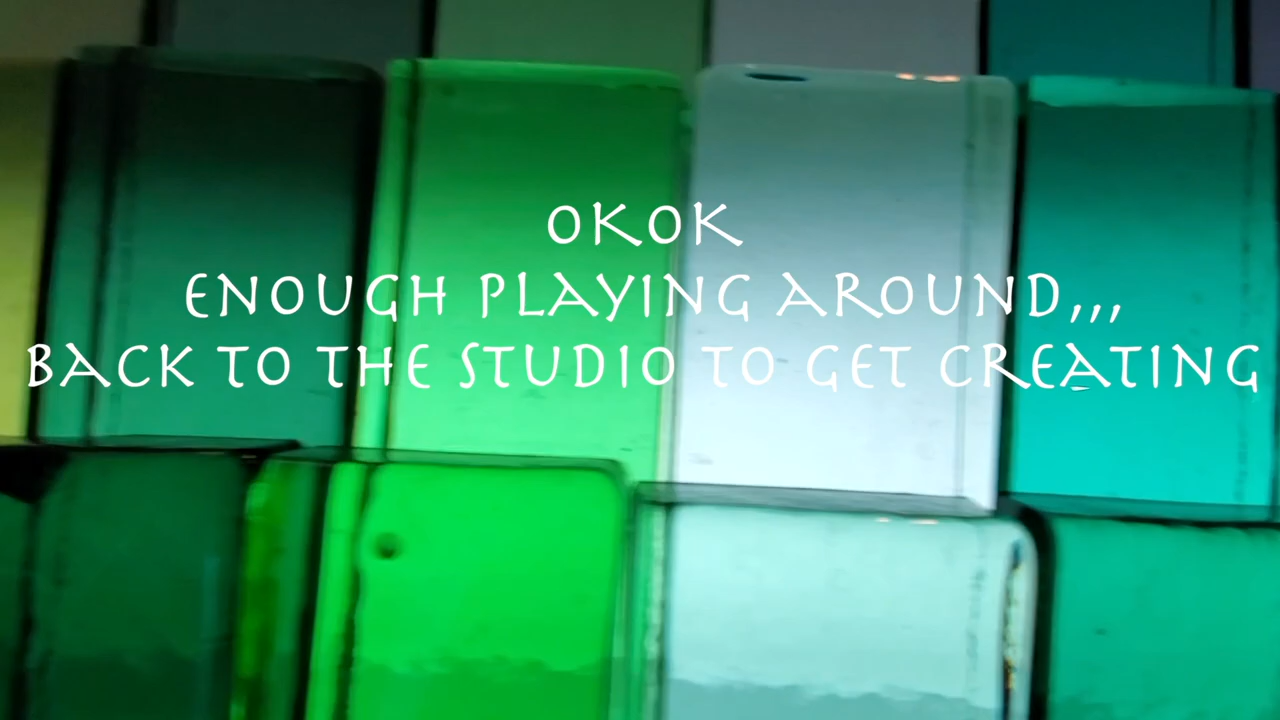 OKOK
ENOUGH PLAYING AROUND,,,
BACK TO THE STUDIO TO GET CREATING